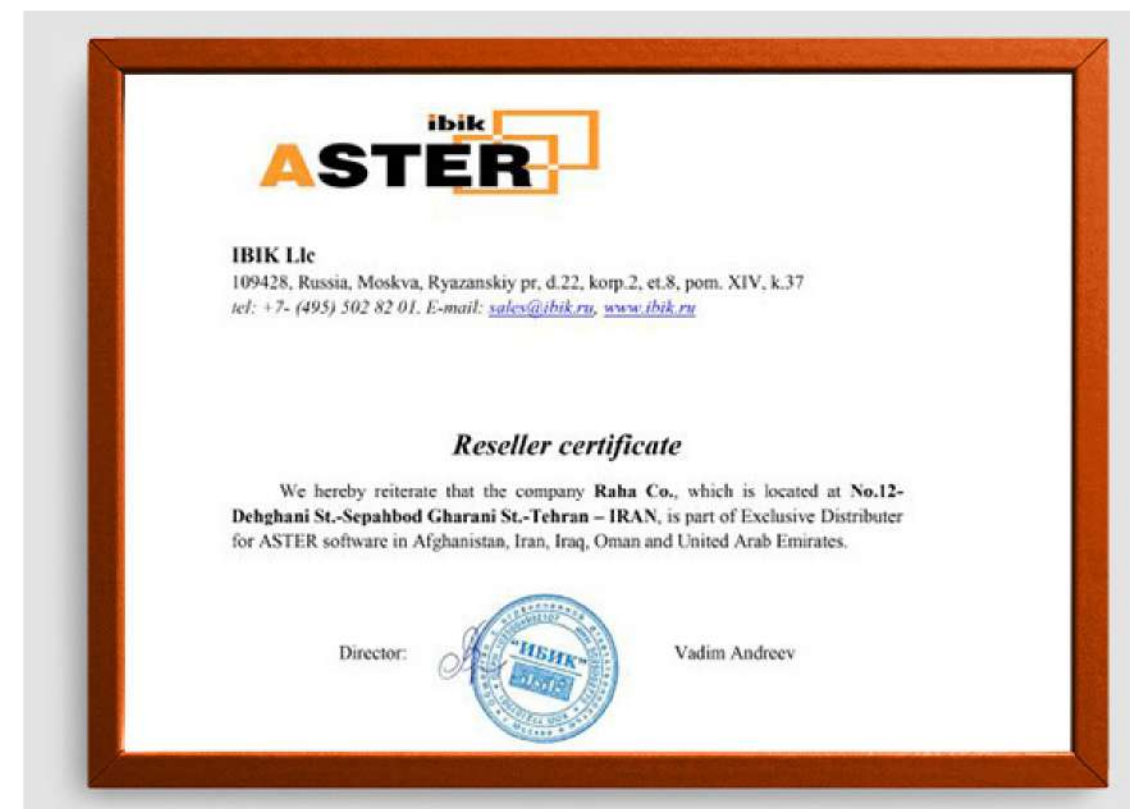 ibik
ASTER
IBIK Llc
109428, Russia, Moskva, Ryazanskiy pr, d.22, korp.2, et.8, pom. XIV, k.37
tel: +7- (495) 502 82 01. E-mail: sales@ibik.ru, www.ibik.ru
Reseller certificate
We hereby reiterate that the company Raha Co., which is located at No.12-
Dehghani St.-Sepahbod Gharani St.-Tehran – IRAN, is part of Exclusive Distributer
for ASTER software in Afghanistan, Iran, Iraq, Oman and United Arab Emirates.
Director:
"ИБИК"
ibik
Vadim Andreev